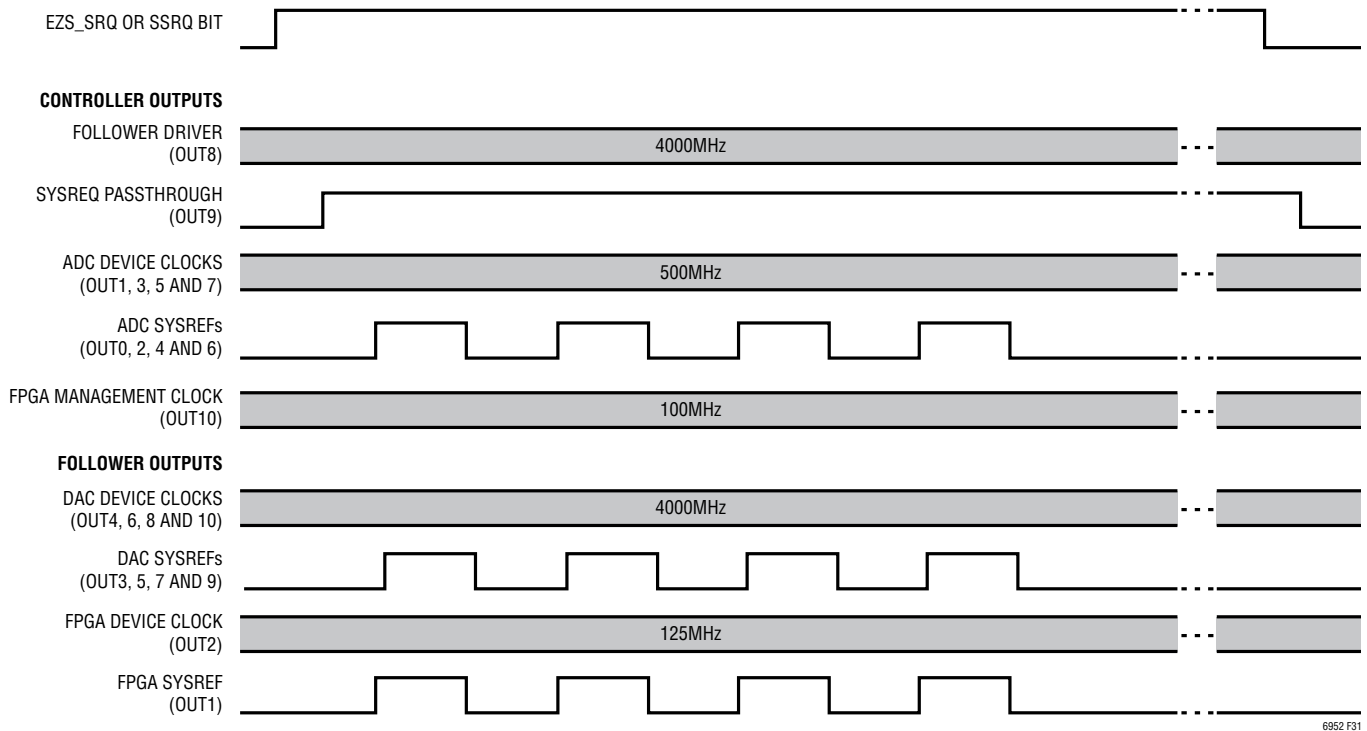 EZS_SRQ OR SSRQ BIT
CONTROLLER OUTPUTS
FOLLOWER DRIVER
(OUT8)
4000MHz
SYSREQ PASSTHROUGH
(OUT9)
ADC DEVICE CLOCKS
(OUT1, 3, 5 AND 7)
500MHz
ADC SYSREFs
(OUT0, 2, 4 AND 6)
FPGA MANAGEMENT CLOCK
(OUT10)
100MHz
FOLLOWER OUTPUTS
DAC DEVICE CLOCKS
(OUT4, 6, 8 AND 10)
4000MHz
DAC SYSREFs
(OUT3, 5, 7 AND 9)
FPGA DEVICE CLOCK
(OUT2)
125MHz
FPGA SYSREF
(OUT1)
6952 F31